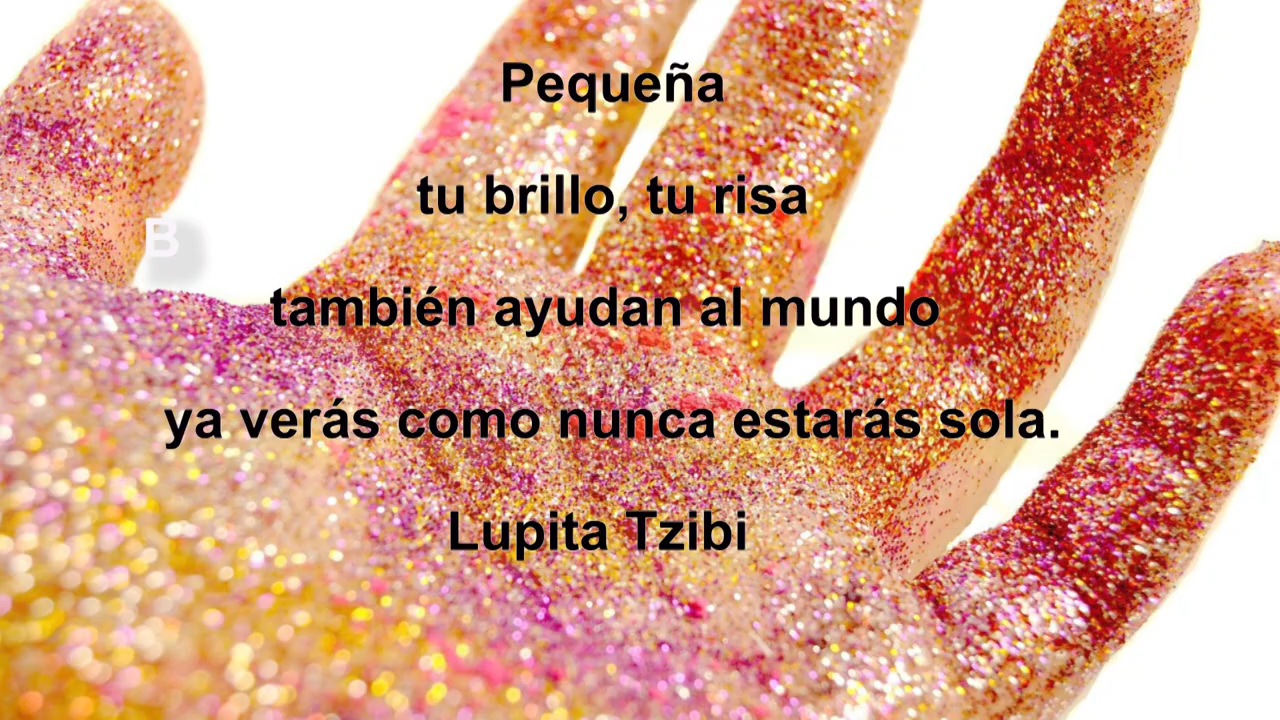 Pequeña
tu brillo, tu risa
B
también ayudan al mundo
ya verás como nunca estarás sola.
Lupita Tzibi